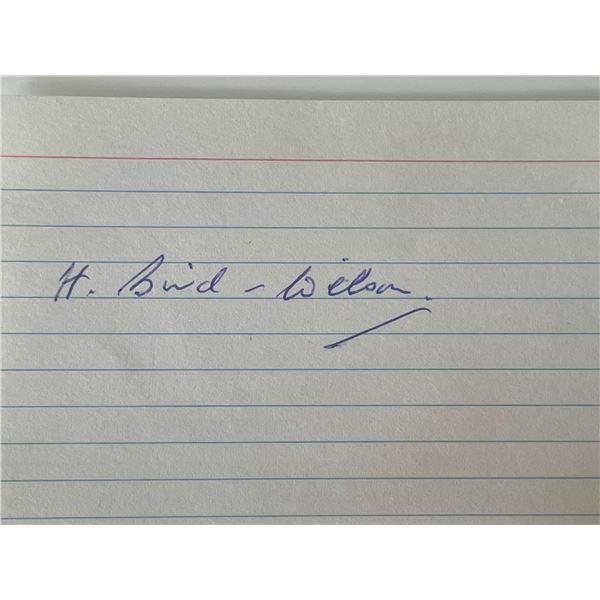 H. Bird - Wilson.